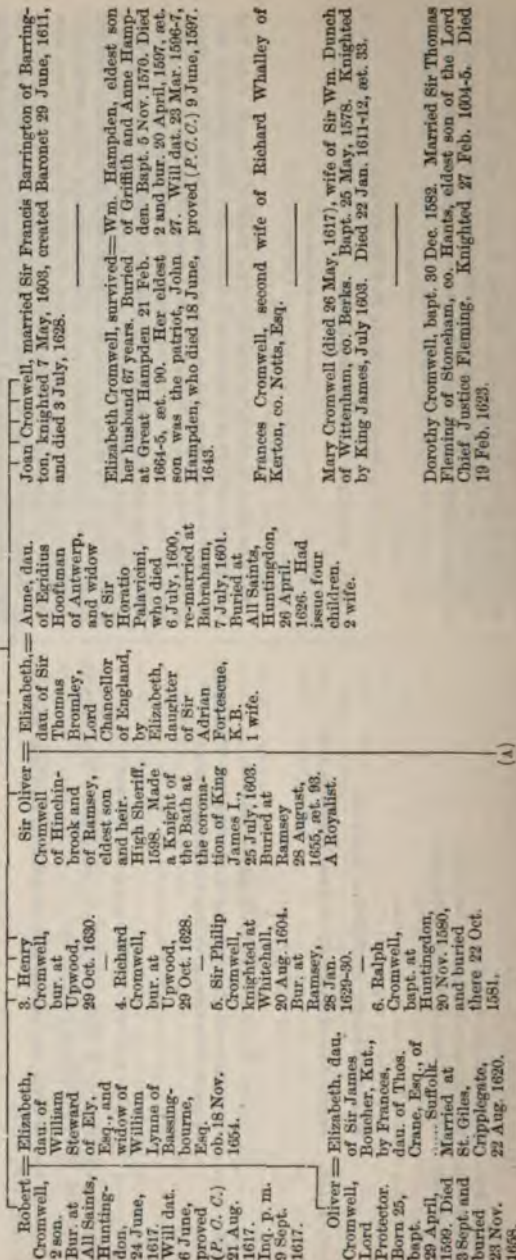 Robert = Elizabeth,
Cromwell,
2 son.
Bur. at
All Saints,
Hunting-
don.
24 June,
1617.
Will dat.
6 June,
proved
(P. C. C.)
21 Aug.
1617.
Inq. p. m.
9 Sept.
1617.
dau. of
William
Steward
of Ely.
Esq., and
widow of
William
Lynne of
Bassing-
bourne,
Esq.
ob. 18 Nov.
1654.
Oliver = Elizabeth, dau.
Cromwell,
Lord
Protector.
Born 25,
bapt.
29 April,
1599. Died
3 Sept. and
buried
23 Nov.
1658.
of Sir James
Boucher, Knt.,
by Frances,
dau. of Thos.
Crane, Esq., of
..... Suffolk.
Married at
St. Giles,
Cripplegate,
22 Aug. 1620.
3. Henry
Cromwell,
bur. at
Upwood,
29 Oct. 1630.
—
4. Richard
Cromwell,
bur. at
Upwood,
29 Oct. 1628.
—
5. Sir Philip
Cromwell,
knighted at
Whitehall,
20 Aug. 1604.
Bur. at
Ramsey,
28 Jan.
1629-30.
—
6. Ralph
Cromwell,
bapt. at
Huntingdon,
20 Nov. 1580,
and buried
there 22 Oct.
1581.
Sir Oliver = Elizabeth, = Anne, dau.
Cromwell
of Hinchin-
brook and
of Ramsey,
eldest son
and heir.
High Sheriff,
1598. Made
a Knight of
the Bath at
the corona-
tion of King
James I.,
25 July, 1603.
Buried at
Ramsey
28 August,
1655, æt. 93.
A Royalist.
dau. of Sir
Thomas
Bromley,
Lord
Chancellor
of England,
by
Elizabeth,
daughter
of Sir
Adrian
Fortescue,
K.B.
1 wife.
(A)
of Egidius
Hooftman
of Antwerp,
and widow
of Sir
Horatio
Palavicini,
who died
6 July, 1600,
re-married at
Babraham,
7 July, 1601.
Buried at
All Saints,
Huntingdon,
26 April.
1626. Had
issue four
children.
2 wife.
Joan Cromwell, married Sir Francis Barrington of Barring-
ton, knighted 7 May, 1603, created Baronet 29 June, 1611,
and died 3 July, 1628.
Elizabeth Cromwell, survived = Wm. Hampden, eldest son
her husband 67 years. Buried
at Great Hampden 21 Feb.
1664-5, æt. 90. Her eldest
son was the patriot, John
Hampden, who died 18 June,
1643.
of Griffith and Anne Hamp-
den. Bapt. 5 Nov. 1570. Died
2 and bur. 20 April, 1597, æt.
27. Will dat. 23 Mar. 1596-7,
proved (P. C. C.) 9 June, 1597.
Frances Cromwell, second wife of Richard Whalley of
Kerton, co. Notts, Esq.
Mary Cromwell (died 26 May, 1617), wife of Sir Wm. Dunch
of Wittenham, co. Berks. Bapt. 25 May, 1578. Knighted
by King James, July 1603. Died 22 Jan. 1611-12, æt. 33.
Dorothy Cromwell, bapt. 30 Dec. 1582. Married Sir Thomas
Fleming of Stoneham, co. Hants, eldest son of the Lord
Chief Justice Fleming. Knighted 27 Feb. 1604-5. Died
19 Feb. 1623.